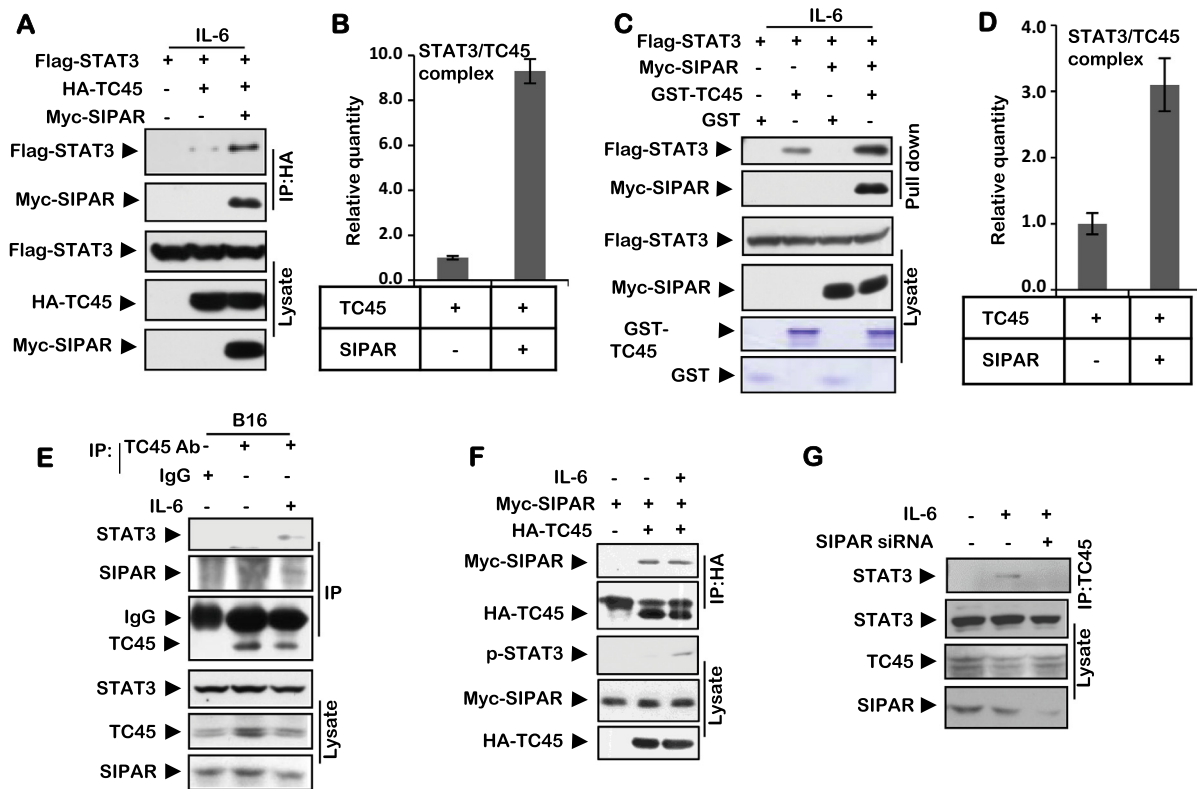 A
IL-6
Flag-STAT3 + + +
HA-TC45 - + +
Myc-SIPAR - - +
Flag-STAT3
Myc-SIPAR
IP:HA
Flag-STAT3
HA-TC45
Myc-SIPAR
Lysate
B
STAT3/TC45
complex
Relative quantity
10.0
8.0
6.0
4.0
2.0
0.0
TC45 + +
SIPAR - +
C
IL-6
Flag-STAT3 + + + +
Myc-SIPAR - - + +
GST-TC45 - + - +
GST + - + -
Flag-STAT3
Myc-SIPAR
Pull down
Flag-STAT3
Myc-SIPAR
GST-
TC45
GST
Lysate
D
STAT3/TC45
complex
Relative quantity
4.0
3.0
2.0
1.0
0.0
TC45 + +
SIPAR - +
E
B16
IP: TC45 Ab - + +
IgG + - -
IL-6 - - +
STAT3
SIPAR
IgG
TC45
IP
STAT3
TC45
SIPAR
Lysate
F
IL-6 - - +
Myc-SIPAR + + +
HA-TC45 - + +
Myc-SIPAR
HA-TC45
IP:HA
p-STAT3
Myc-SIPAR
HA-TC45
Lysate
G
IL-6 - + +
SIPAR siRNA - - +
STAT3
IP:TC45
STAT3
TC45
SIPAR
Lysate